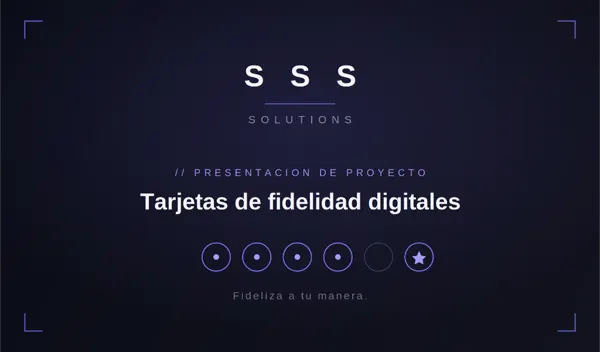 S S S
SOLUTIONS
// PRESENTACION DE PROYECTO
Tarjetas de fidelidad digitales
Fideliza a tu manera.